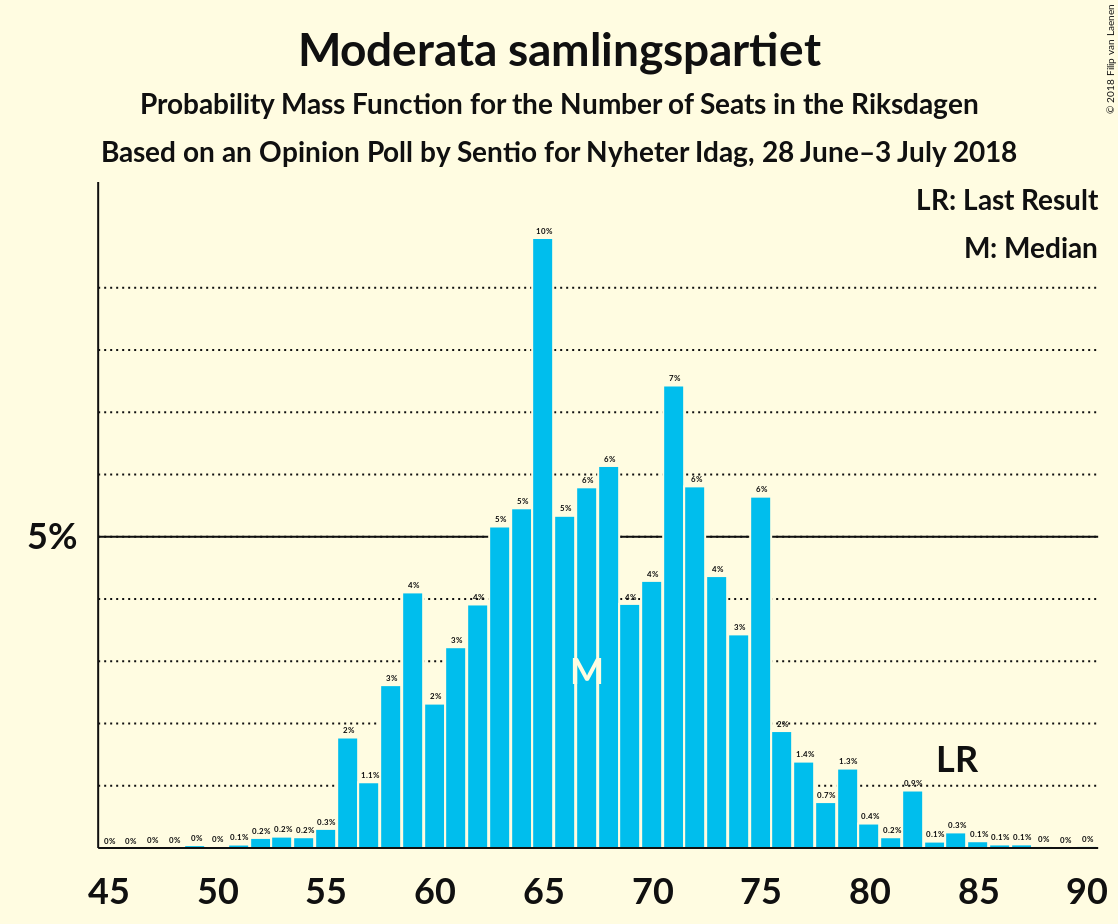 Moderata samlingspartiet
Probability Mass Function for the Number of Seats in the Riksdagen
Based on an Opinion Poll by Sentio for Nyheter Idag, 28 June–3 July 2018
© 2018 Filip van Laenen
LR: Last Result
M: Median
5%
0% 0% 0% 0% 0% 0% 0.1% 0.2% 0.2% 0.2% 0.3% 2% 1.1% 3% 4% 2% 3% 4% 5% 5% 10% 5% 6% 6% 4% 4% 7% 6% 4% 3% 6% 2% 1.4% 0.7% 1.3% 0.4% 0.2% 0.9% 0.1% 0.3% 0.1% 0.1% 0.1% 0% 0% 0%
M
LR
45 50 55 60 65 70 75 80 85 90